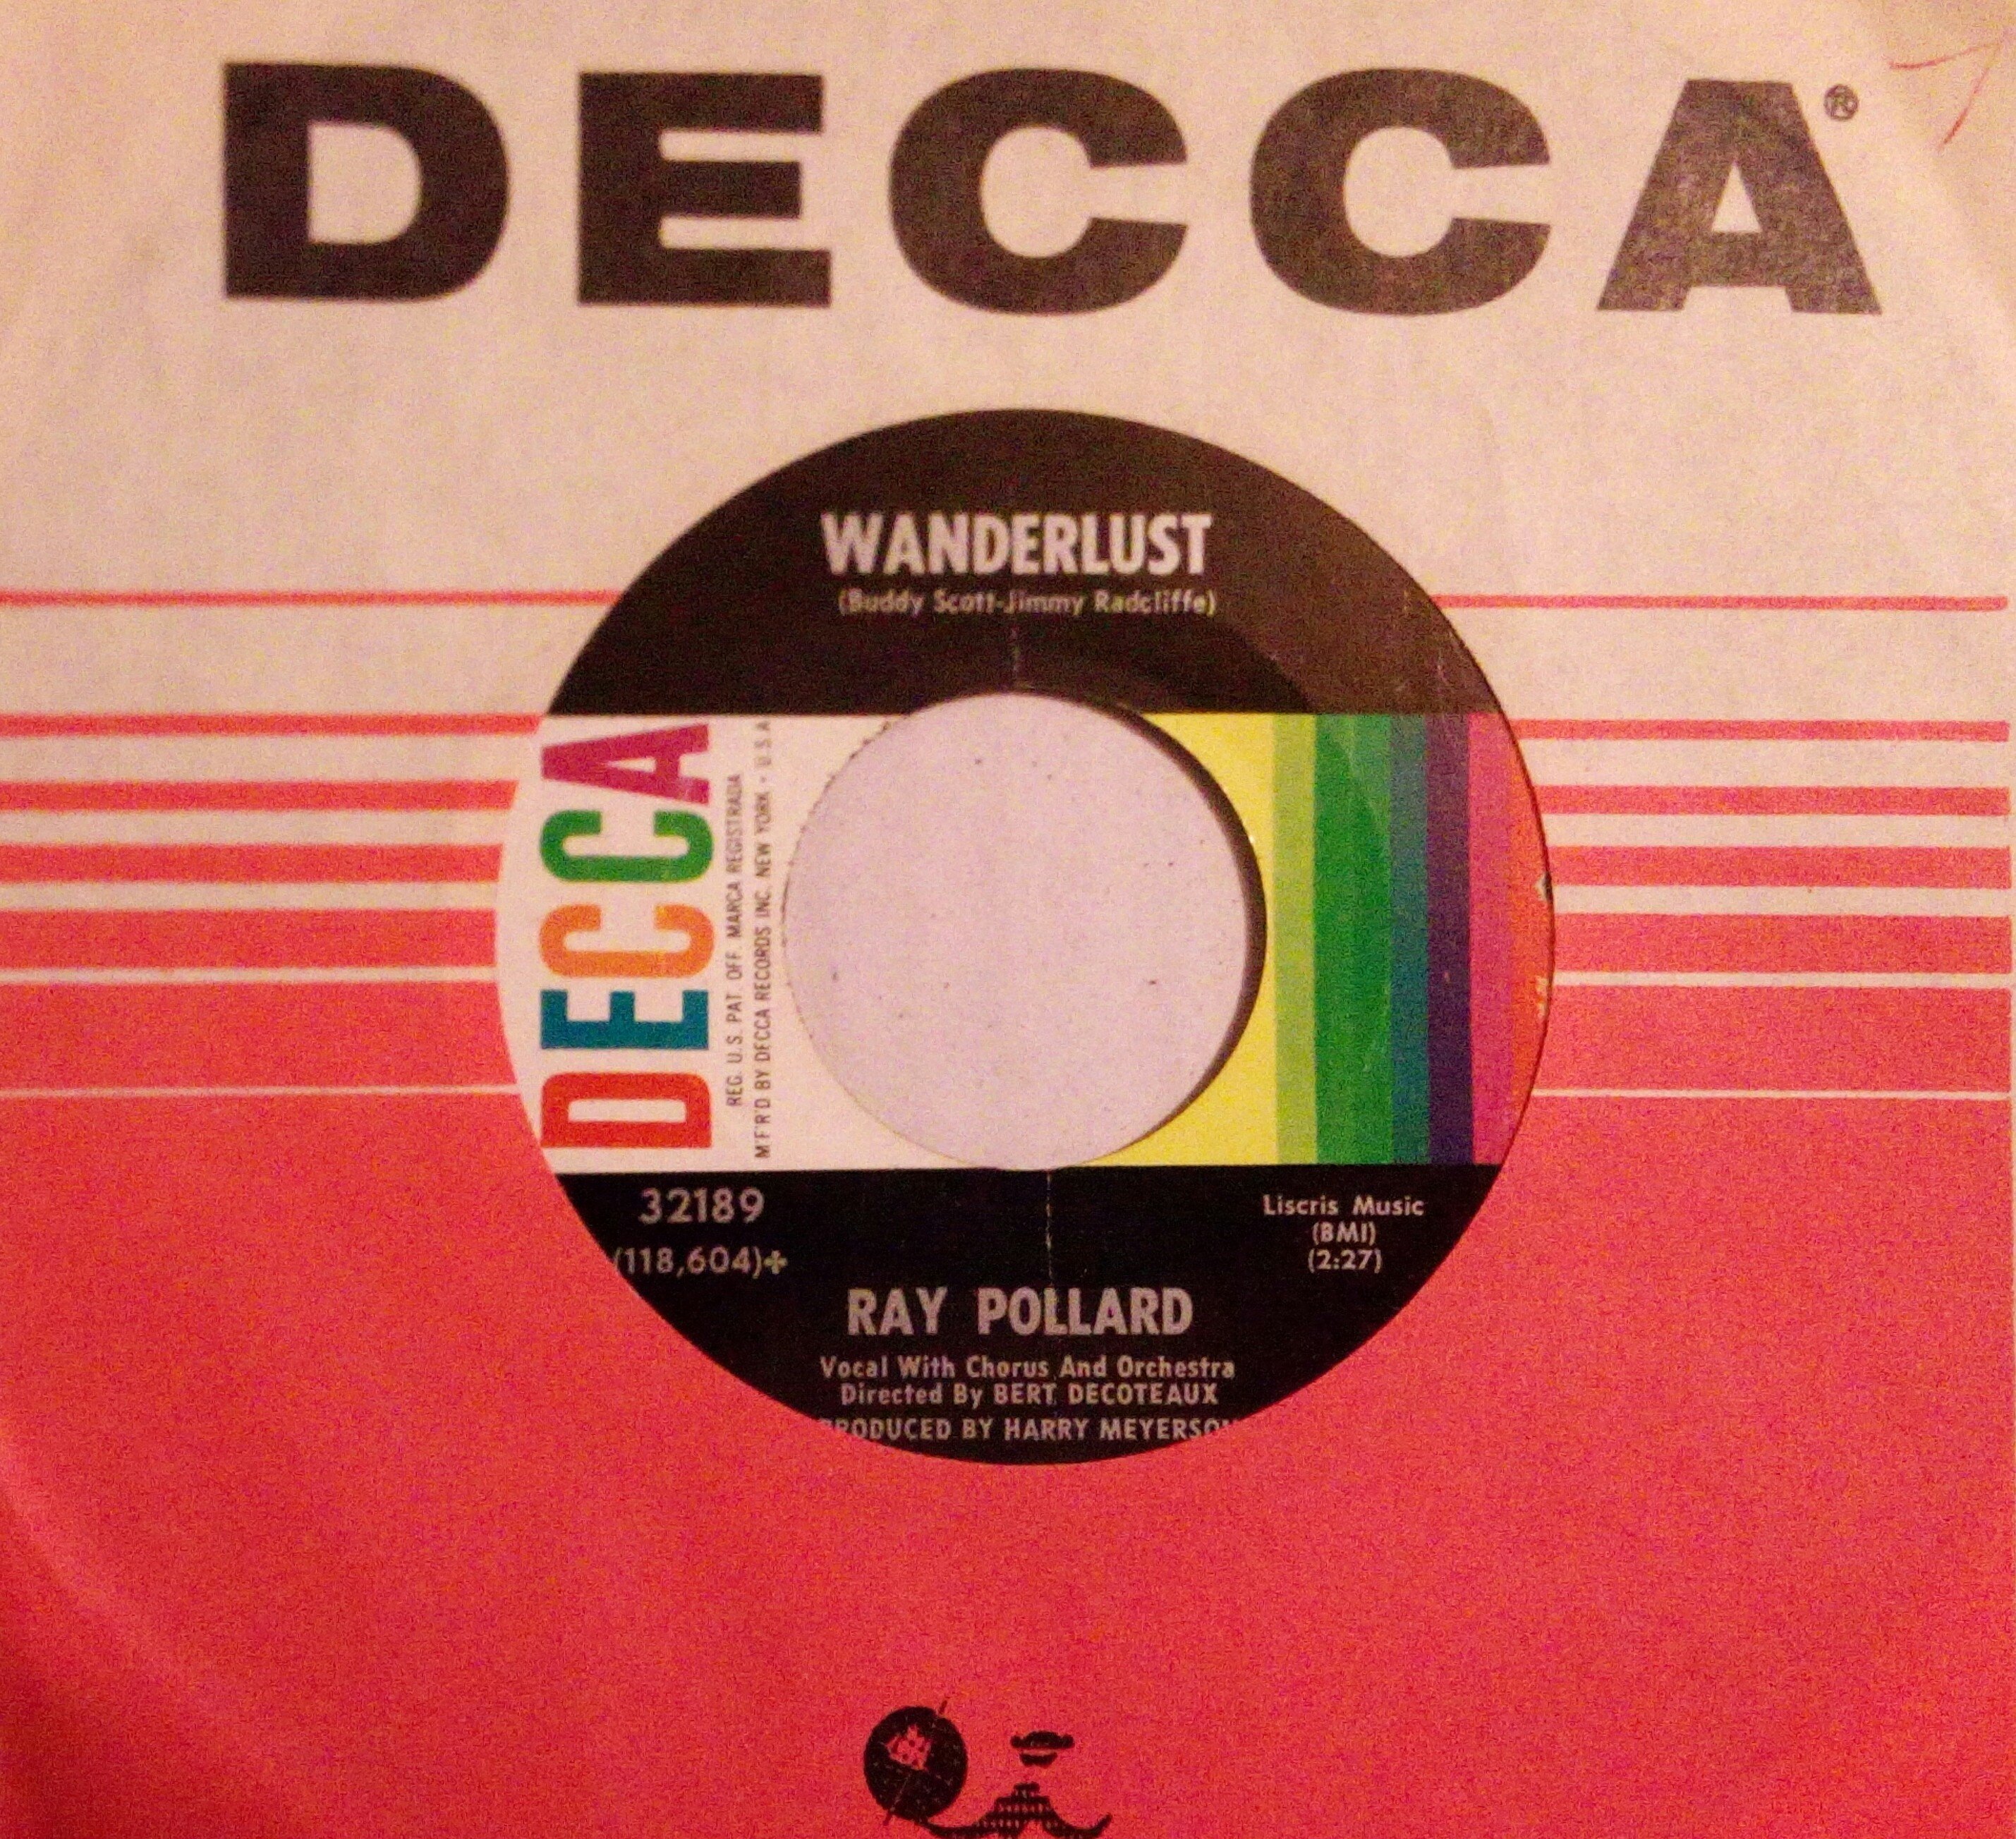 DECCA®
WANDERLUST
(Buddy Scott-Jimmy Radcliffe)
DECCA
REG. U.S. PAT. OFF. MARCA REGISTRADA
M'F'R'D BY DECCA RECORDS INC. NEW YORK • U.S.A
32189
(118,604)+
Liscris Music
(BMI)
(2:27)
RAY POLLARD
Vocal With Chorus And Orchestra
Directed By BERT DECOTEAUX
PRODUCED BY HARRY MEYERSON